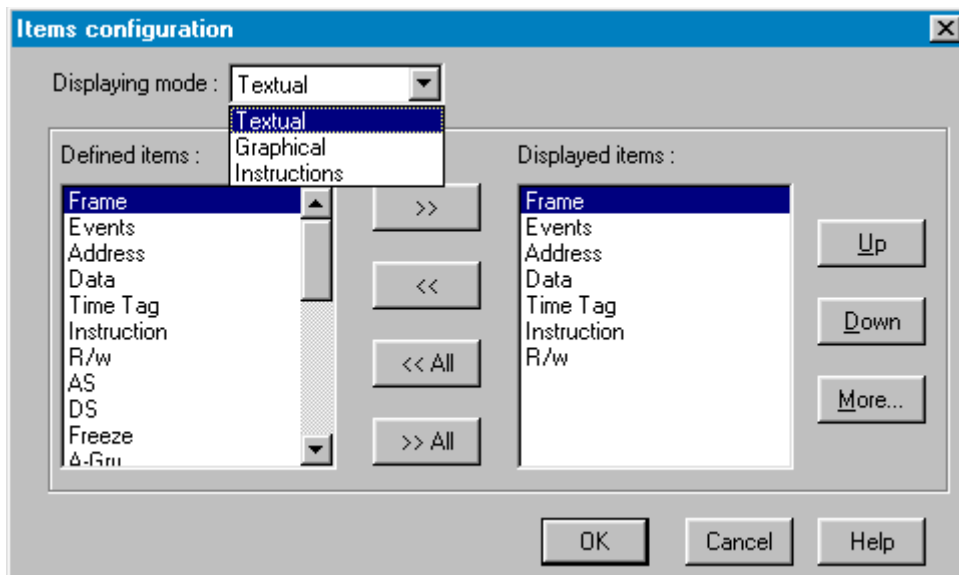 Items configuration
Displaying mode : Textual
Textual
Graphical
Instructions
Defined items :
Displayed items :
Frame
Events
Address
Data
Time Tag
Instruction
R/w
AS
DS
Freeze
>>
<<
<< All
>> All
Frame
Events
Address
Data
Time Tag
Instruction
R/w
Up
Down
More...
OK
Cancel
Help